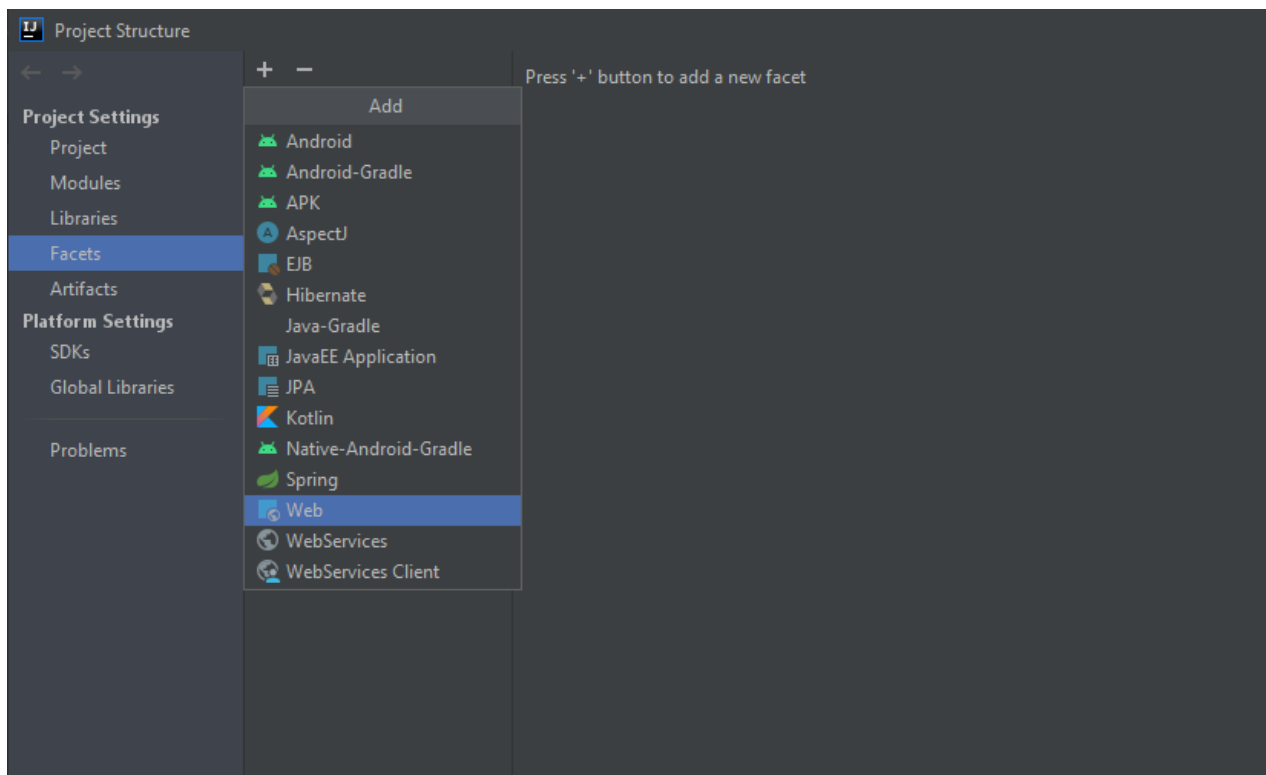 Project Structure
Project Settings
Project
Modules
Libraries
Facets
Artifacts
Platform Settings
SDKs
Global Libraries
Problems
Add
Android
Android-Gradle
APK
AspectJ
EJB
Hibernate
Java-Gradle
JavaEE Application
JPA
Kotlin
Native-Android-Gradle
Spring
Web
WebServices
WebServices Client
Press '+' button to add a new facet